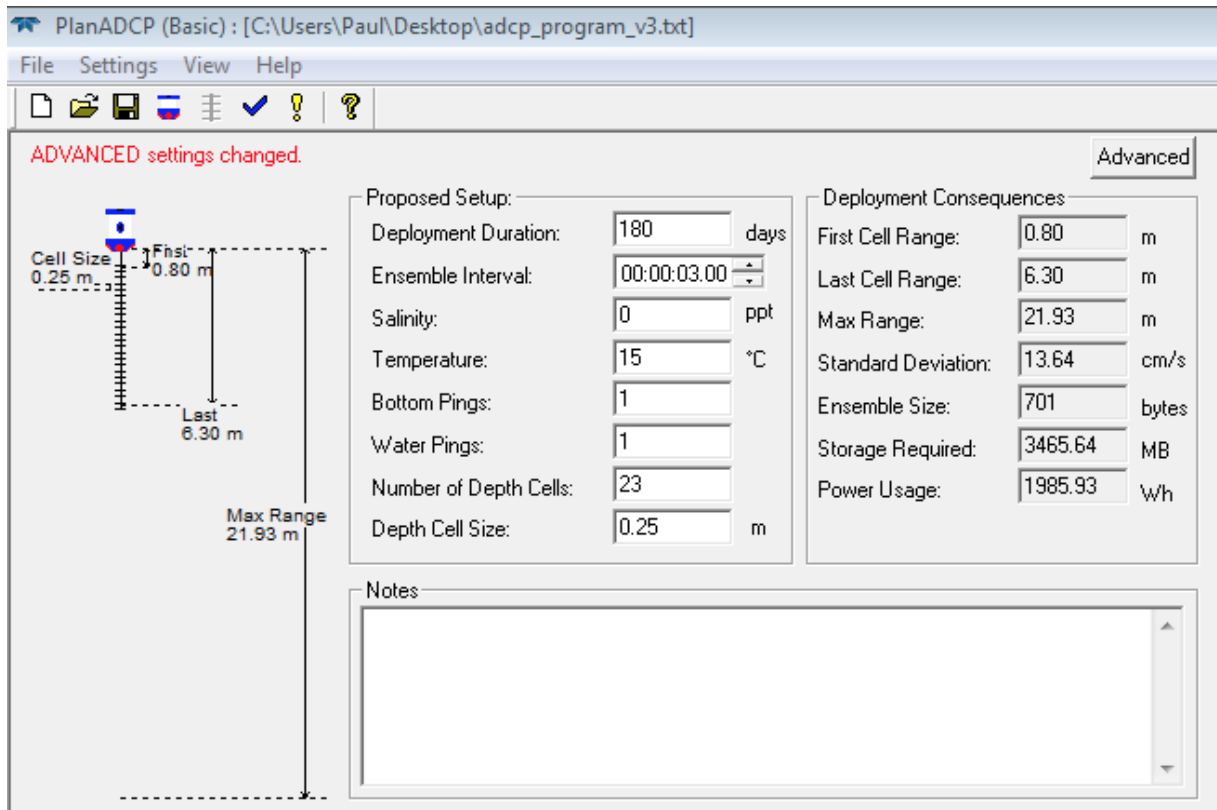 PlanADCP (Basic) : [C:\Users\Paul\Desktop\adcp_program_v3.txt]
File Settings View Help
ADVANCED settings changed.
Advanced
Cell Size
0.25 m
First
0.80 m
Last
6.30 m
Max Range
21.93 m
Proposed Setup:
Deployment Duration: 180 days
Ensemble Interval: 00:00:03.00
Salinity: 0 ppt
Temperature: 15 °C
Bottom Pings: 1
Water Pings: 1
Number of Depth Cells: 23
Depth Cell Size: 0.25 m
Deployment Consequences
First Cell Range: 0.80 m
Last Cell Range: 6.30 m
Max Range: 21.93 m
Standard Deviation: 13.64 cm/s
Ensemble Size: 701 bytes
Storage Required: 3465.64 MB
Power Usage: 1985.93 Wh
Notes